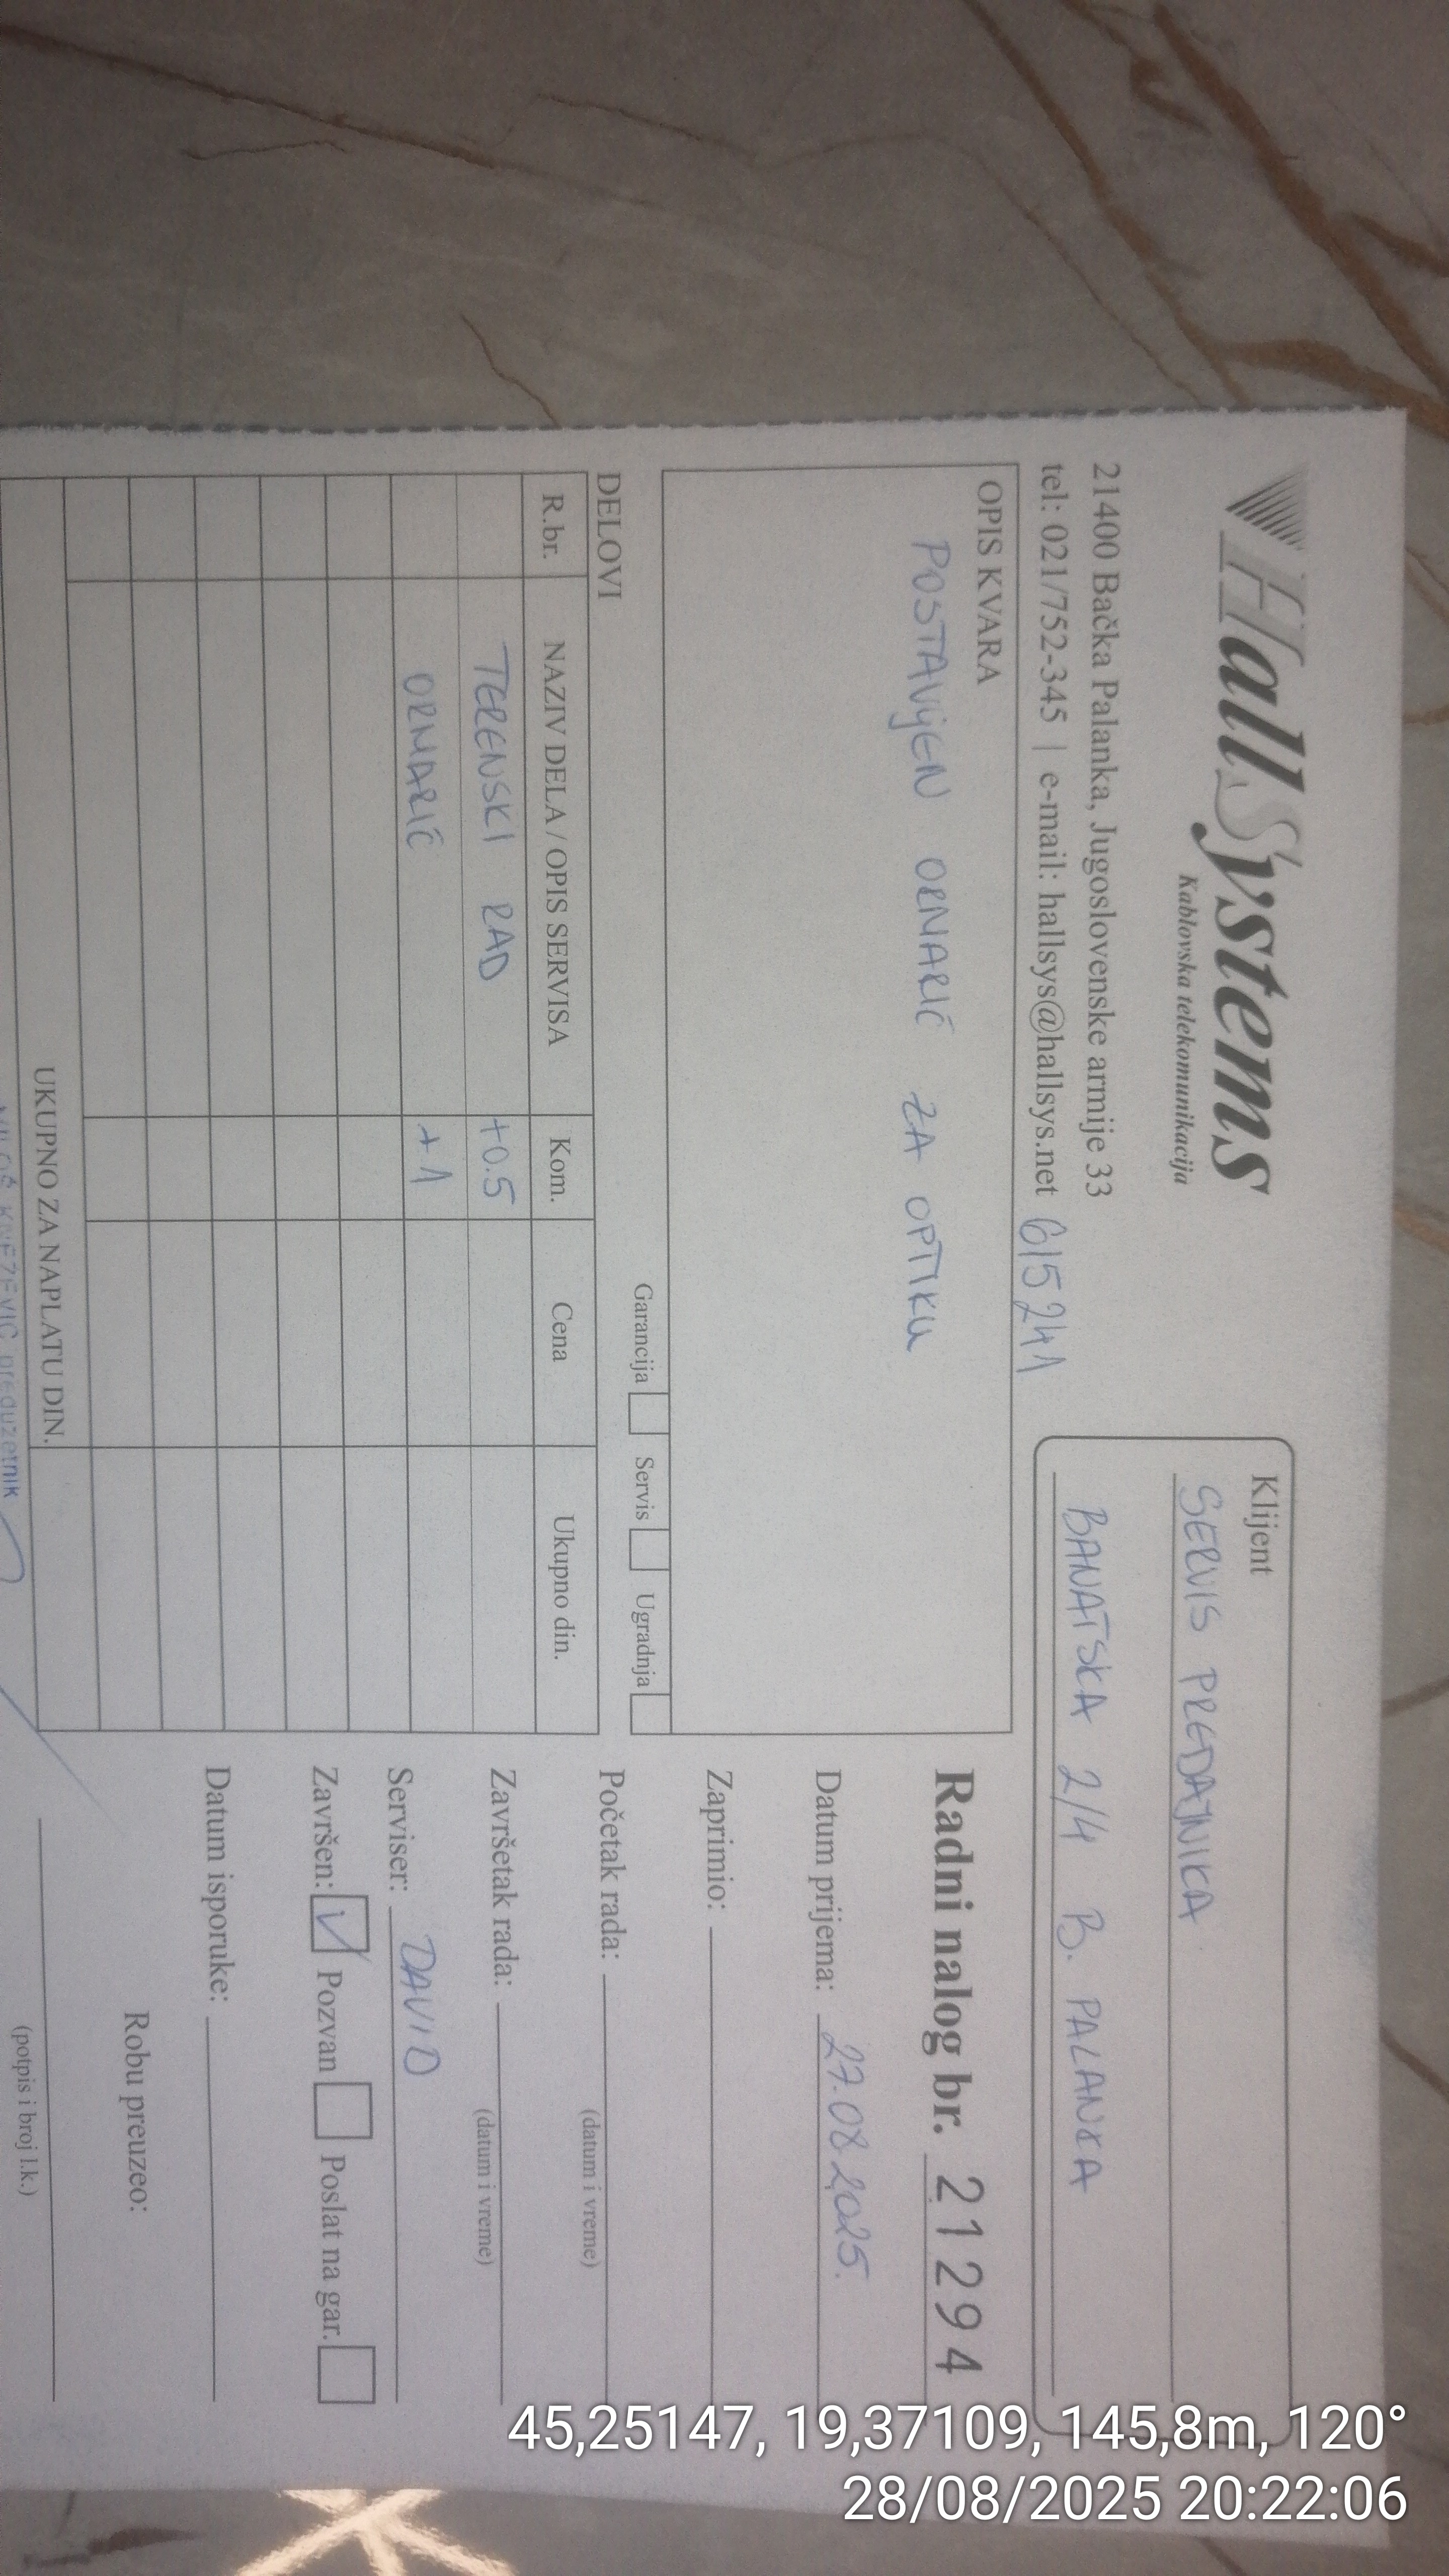 HallSystems
Kablovska telekomunikacija
21400 Bačka Palanka, Jugoslovenske armije 33
tel: 021/752-345 | e-mail: hallsys@hallsys.net
615241
Klijent
SERVIS PREDAJNIKA
BANATSKA 2/4 B. PALANKA
OPIS KVARA
POSTAVLJEN ORMARIĆ ZA OPTIKU
Garancija Servis Ugradnja
Radni nalog br. 21294
Datum prijema: 27.08.2025.
Zaprimio:
Početak rada:
(datum i vreme)
Završetak rada:
(datum i vreme)
Serviser: DAVID
Završen: ✓ Pozvan Poslat na gar.
Datum isporuke:
Robu preuzeo:
(potpis i broj l.k.)
DELOVI
R.br. NAZIV DELA / OPIS SERVISA Kom. Cena Ukupno din.
TERENSKI RAD +0.5
ORMARIĆ +1
UKUPNO ZA NAPLATU DIN.
KNEZEVIC preduzetnik
45,25147, 19,37109, 145,8m, 120°
28/08/2025 20:22:06